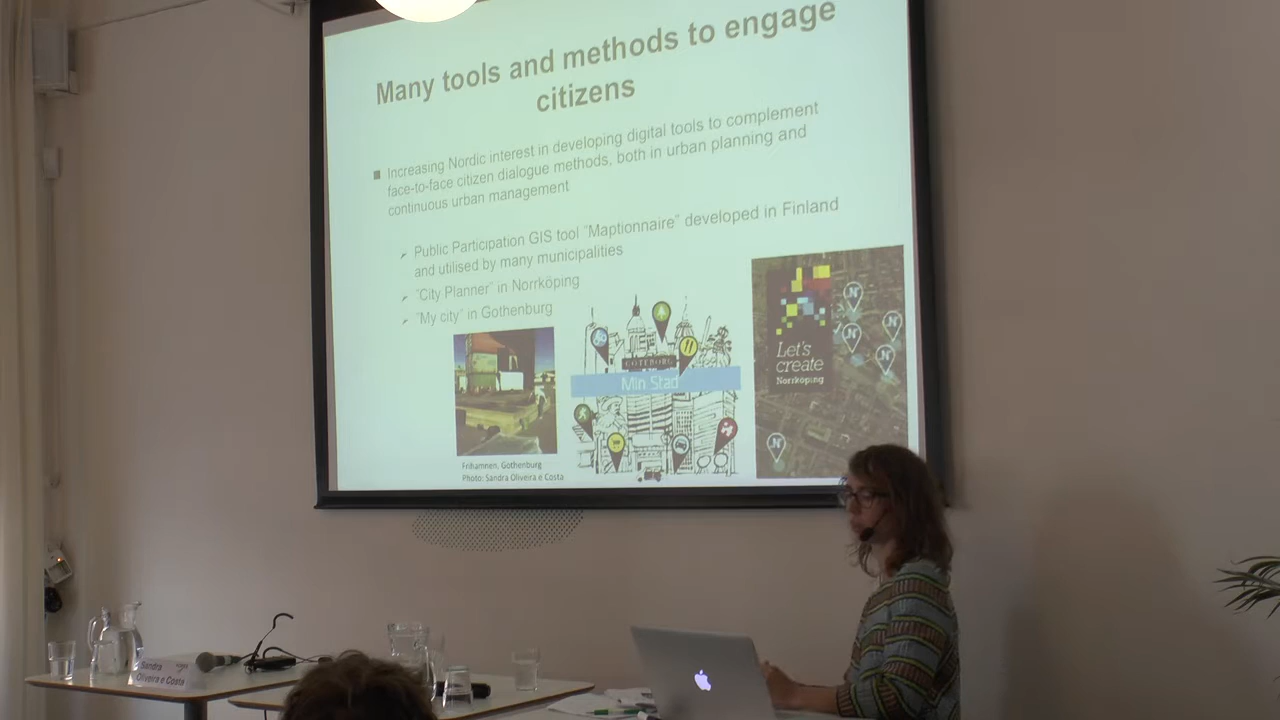 Many tools and methods to engage
citizens
Increasing Nordic interest in developing digital tools to complement
face-to-face citizen dialogue methods, both in urban planning and
continuous urban management
Public Participation GIS tool ¨Maptionnaire¨ developed in Finland
and utilised by many municipalities
¨City Planner¨ in Norrköping
¨My city¨ in Gothenburg
GÖTEBORG
Min Stad
Let's
create
Norrköping
N
N
N
N
N
Frihamnen, Gothenburg
Photo: Sandra Oliveira e Costa
Sandra
Oliveira e Costa